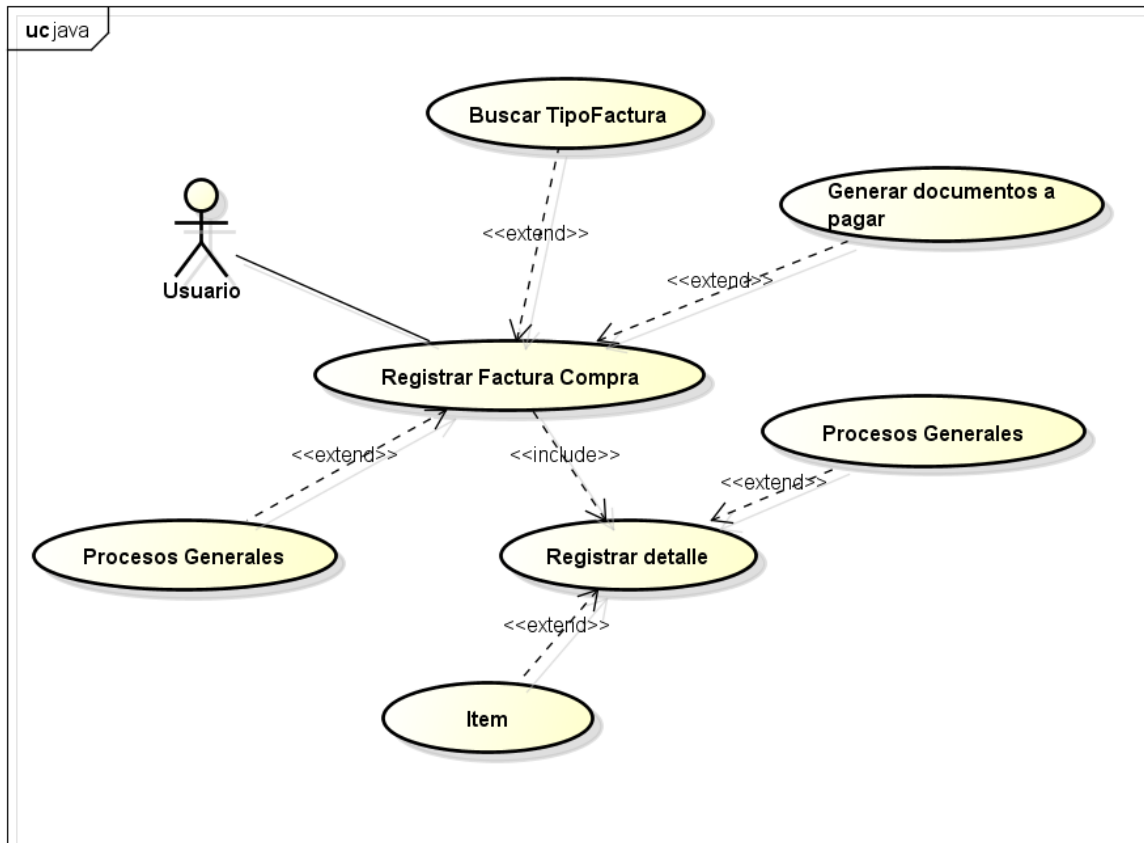 uc java
Buscar TipoFactura
Generar documentos a
pagar
Usuario
<<extend>>
<<extend>>
Registrar Factura Compra
Procesos Generales
<<extend>>
<<include>>
<<extend>>
Procesos Generales
Registrar detalle
<<extend>>
Item